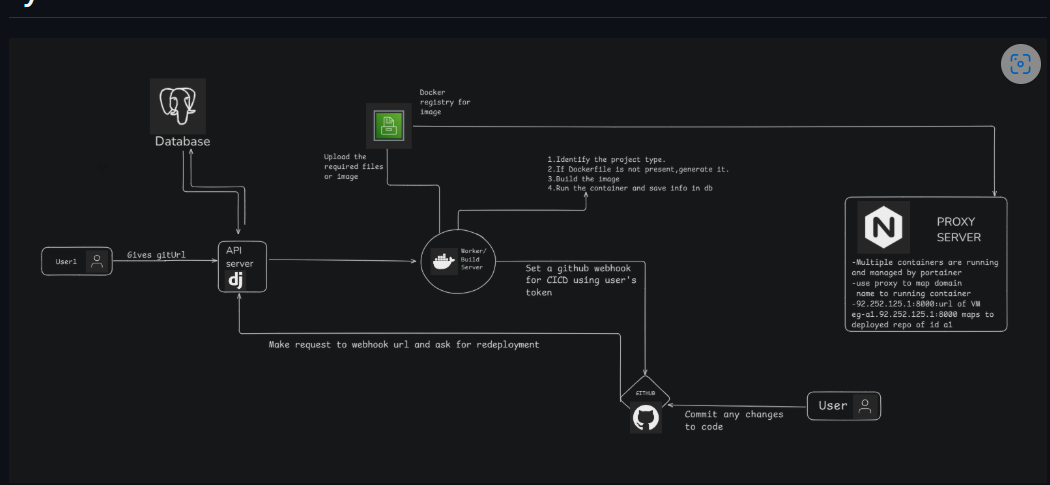 Database
Docker
registry for
image
Upload the
required files
or image
1.Identify the project type.
2.If Dockerfile is not present,generate it.
3.Build the image
4.Run the container and save info in db
User1
Gives gitUrl
API
server
dj
Worker/
Build
Server
Set a github webhook
for CICD using user's
token
N
PROXY
SERVER
-Multiple containers are running
and managed by portainer
-use proxy to map domain
name to running container
-92.252.125.1:8000:url of VM
eg-a1.92.252.125.1:8000 maps to
deployed repo of id a1
Make request to webhook url and ask for redeployment
GITHUB
User
Commit any changes
to code